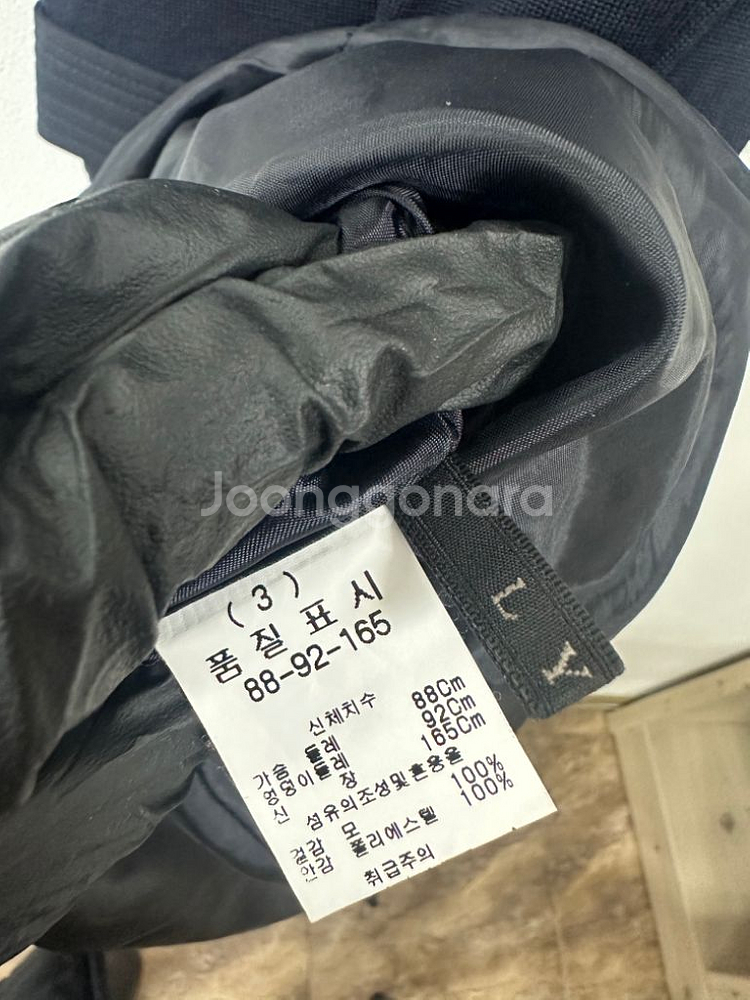 Joonggonara
( 3 )
품 질 표 시
88-92-165
신체치수
가슴 둘레 88Cm
엉덩이둘레 92Cm
신 장 165Cm
섬유의조성및혼용율
겉감 모 100%
안감 폴리에스텔 100%
취급주의
L Y